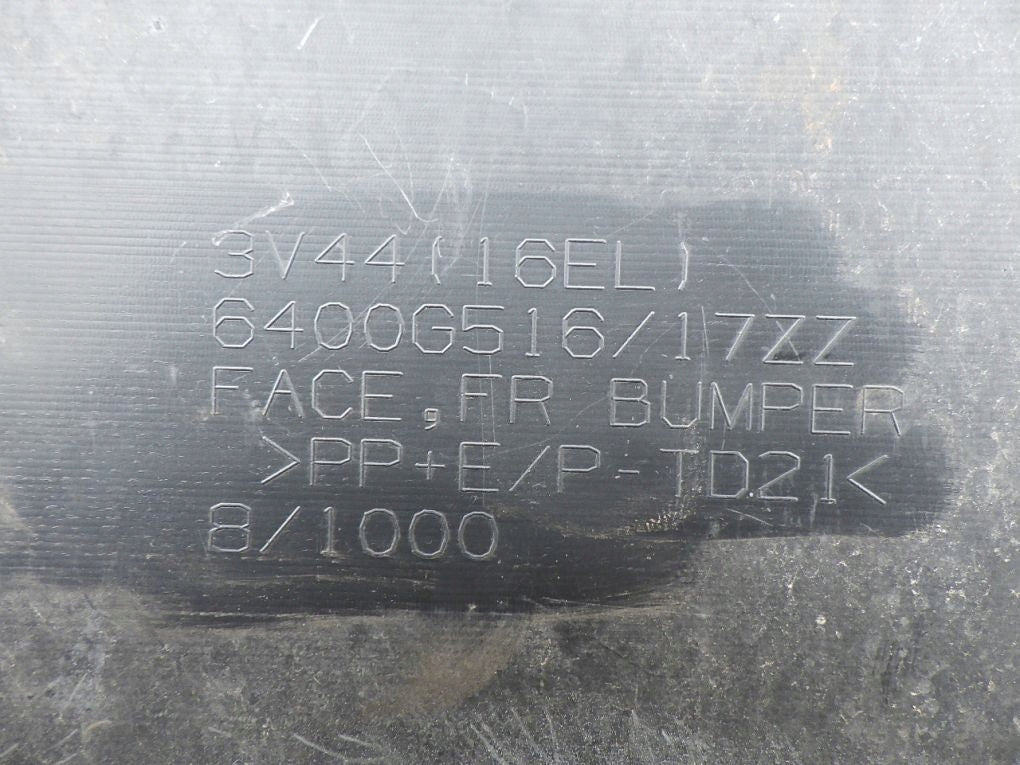 3V44(16EL)
6400G516/17ZZ
FACE,FR BUMPER
>PP+E/P-TD21<
8/1000